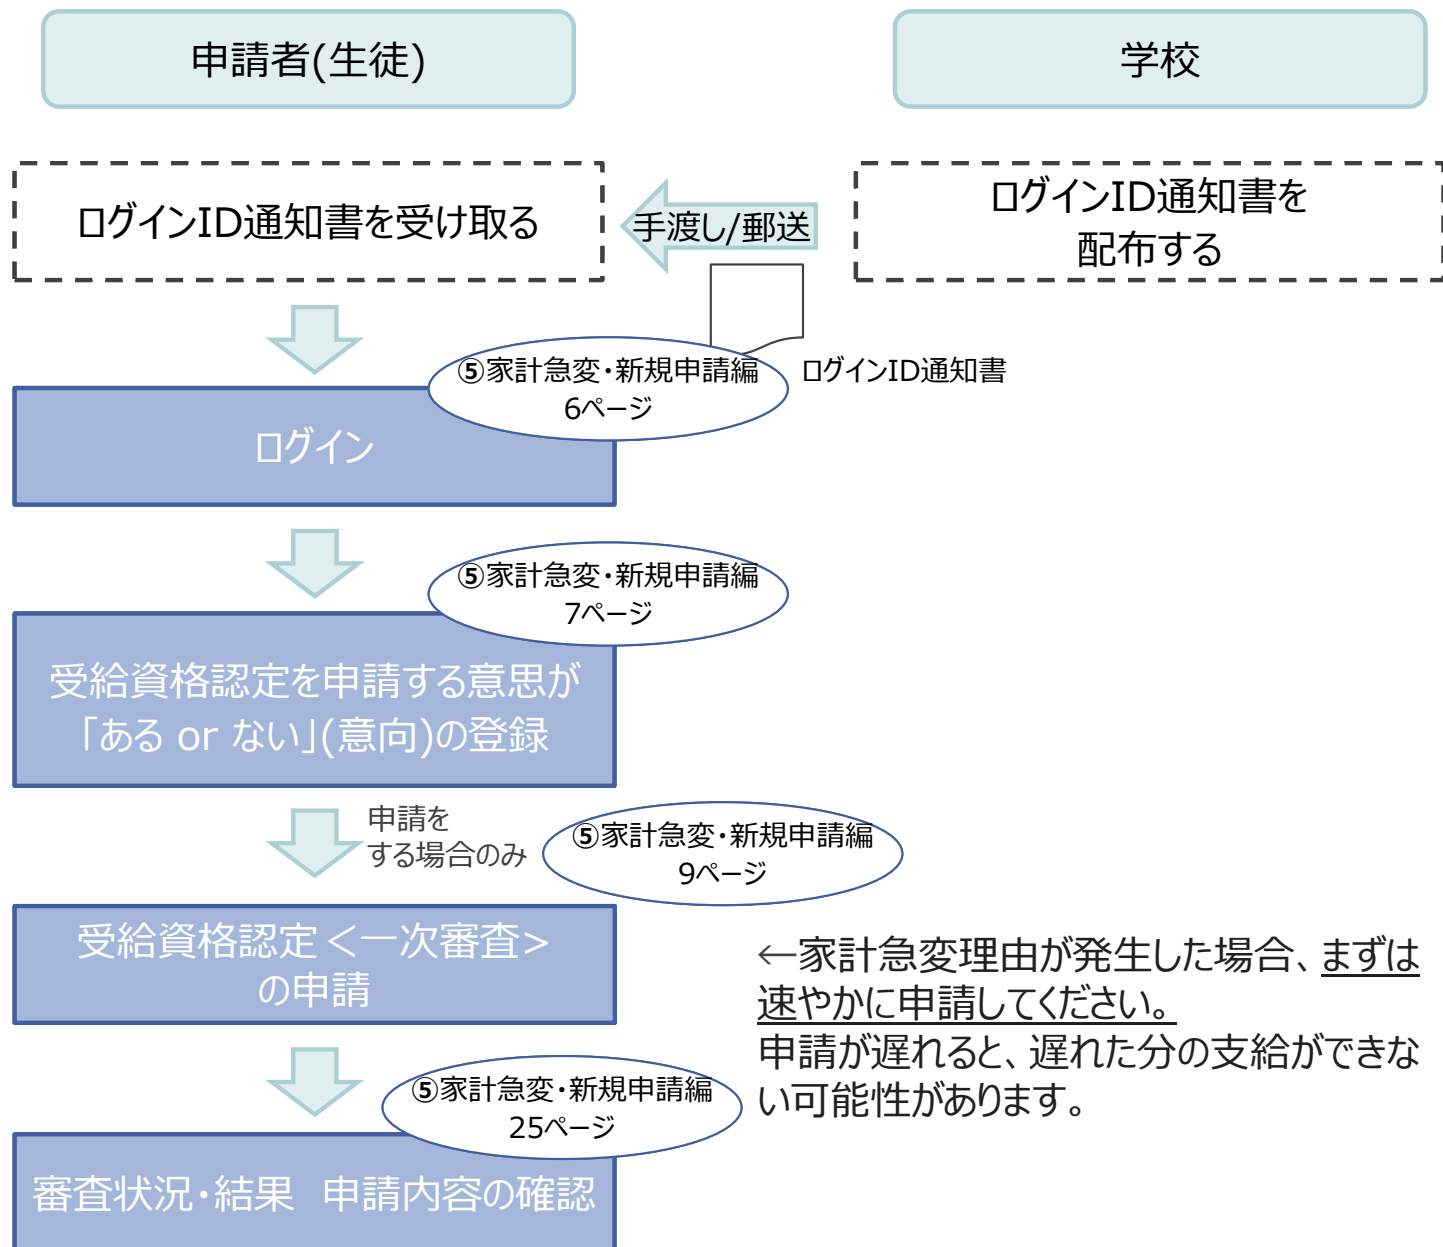 申請者(生徒)
学校
ログインID通知書を受け取る
手渡し/郵送
ログインID通知書を
配布する
ログインID通知書
⑤家計急変・新規申請編
6ページ
ログイン
⑤家計急変・新規申請編
7ページ
受給資格認定を申請する意思が
「ある or ない」(意向)の登録
申請を
する場合のみ
⑤家計急変・新規申請編
9ページ
受給資格認定<一次審査>
の申請
←家計急変理由が発生した場合、まずは
速やかに申請してください。
申請が遅れると、遅れた分の支給ができな
い可能性があります。
⑤家計急変・新規申請編
25ページ
審査状況・結果　申請内容の確認